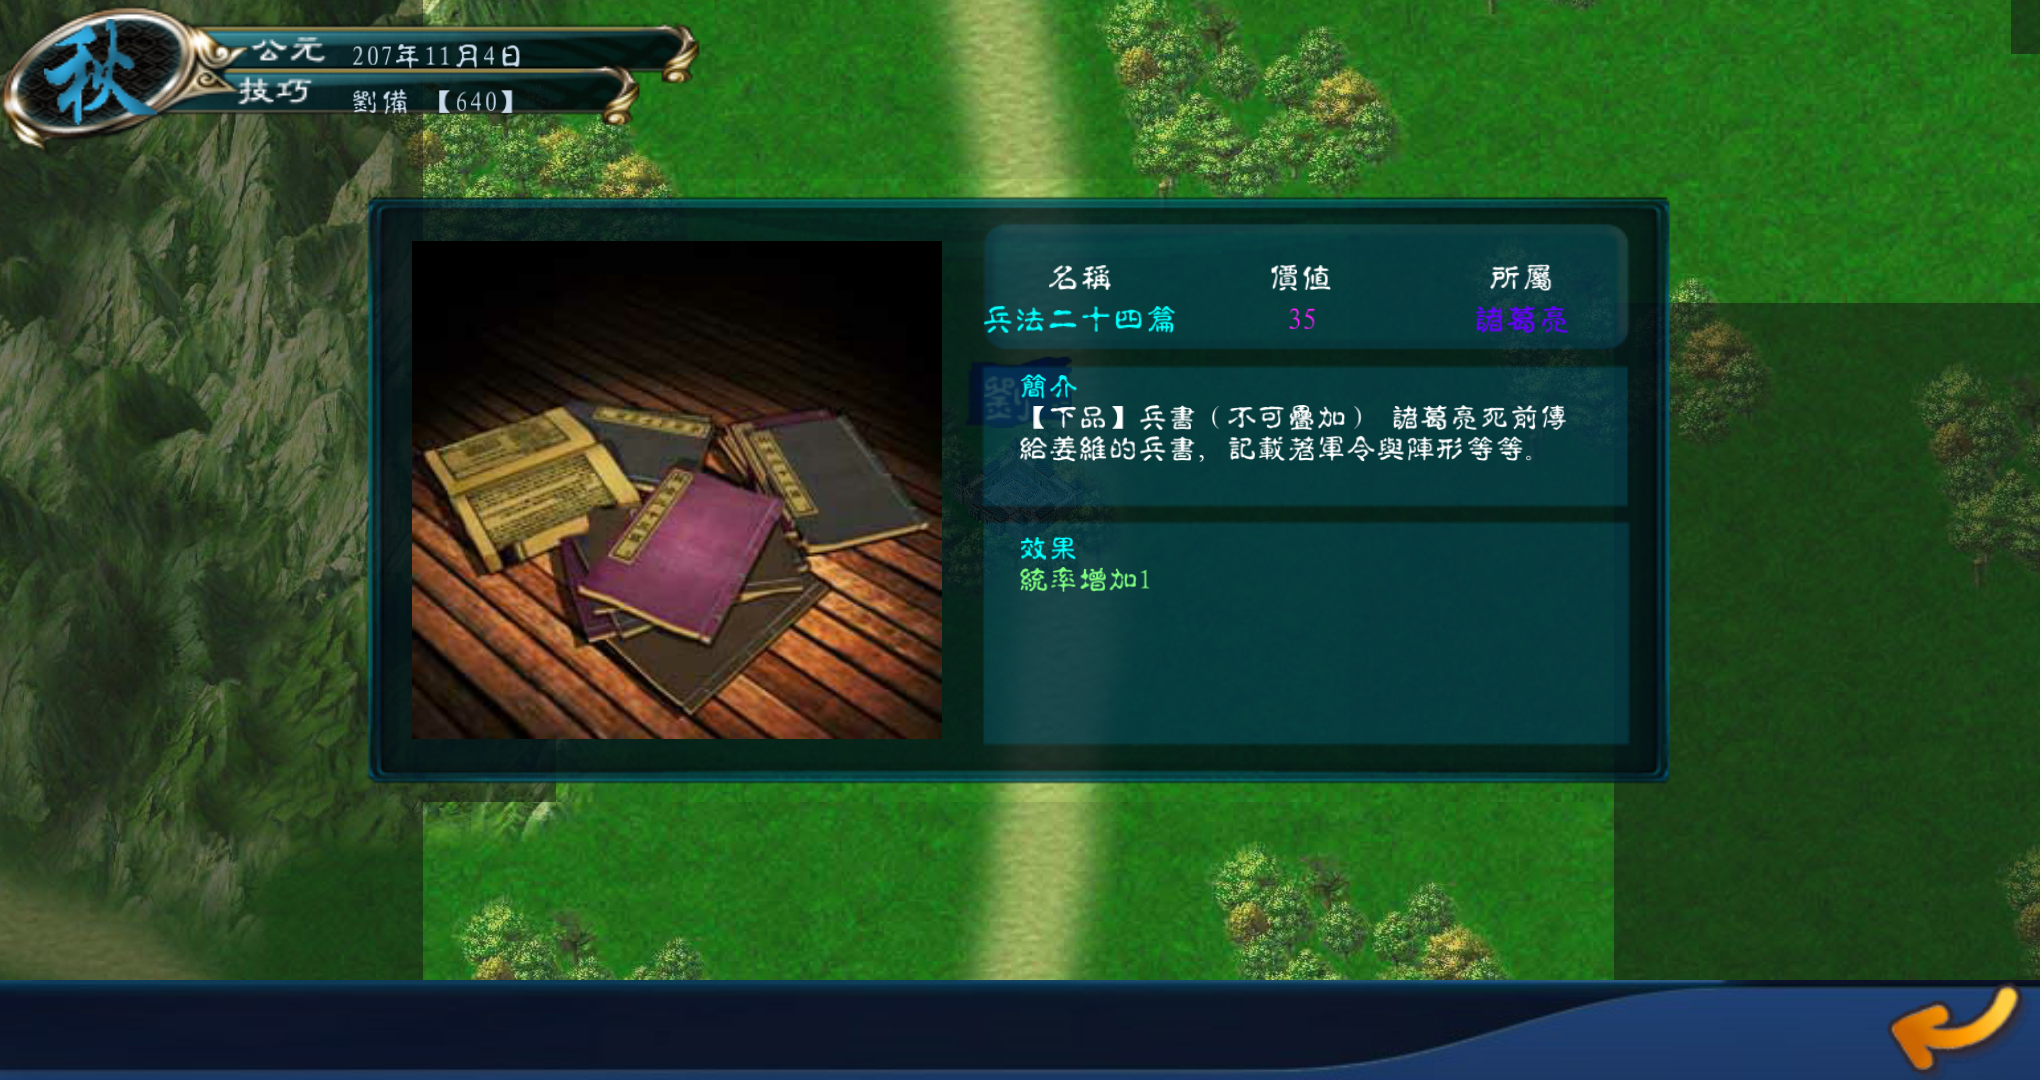 秋
公元 207年11月4日
技巧 劉備 【640】
名稱 價值 所屬
兵法二十四篇 35 諸葛亮
劉
簡介
【下品】兵書（不可疊加） 諸葛亮死前傳
給姜維的兵書，記載著軍令與陣形等等。
效果
統率增加1